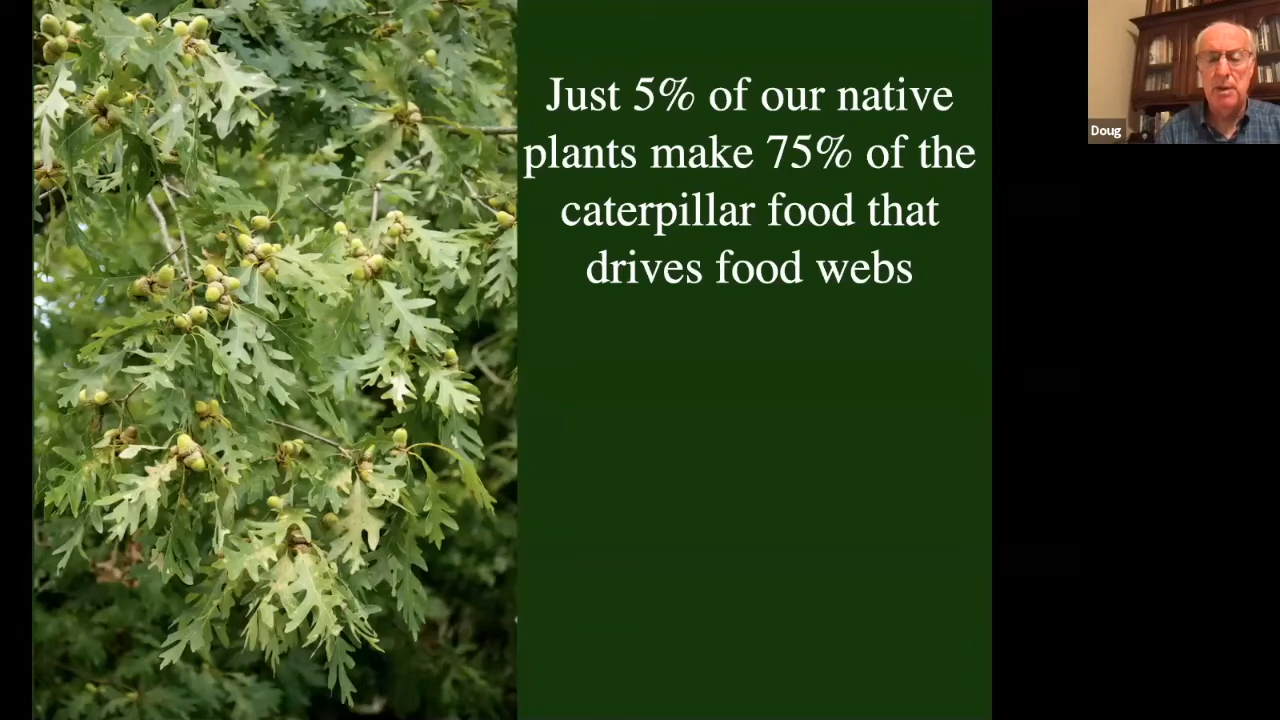 Just 5% of our native
plants make 75% of the
caterpillar food that
drives food webs
Doug